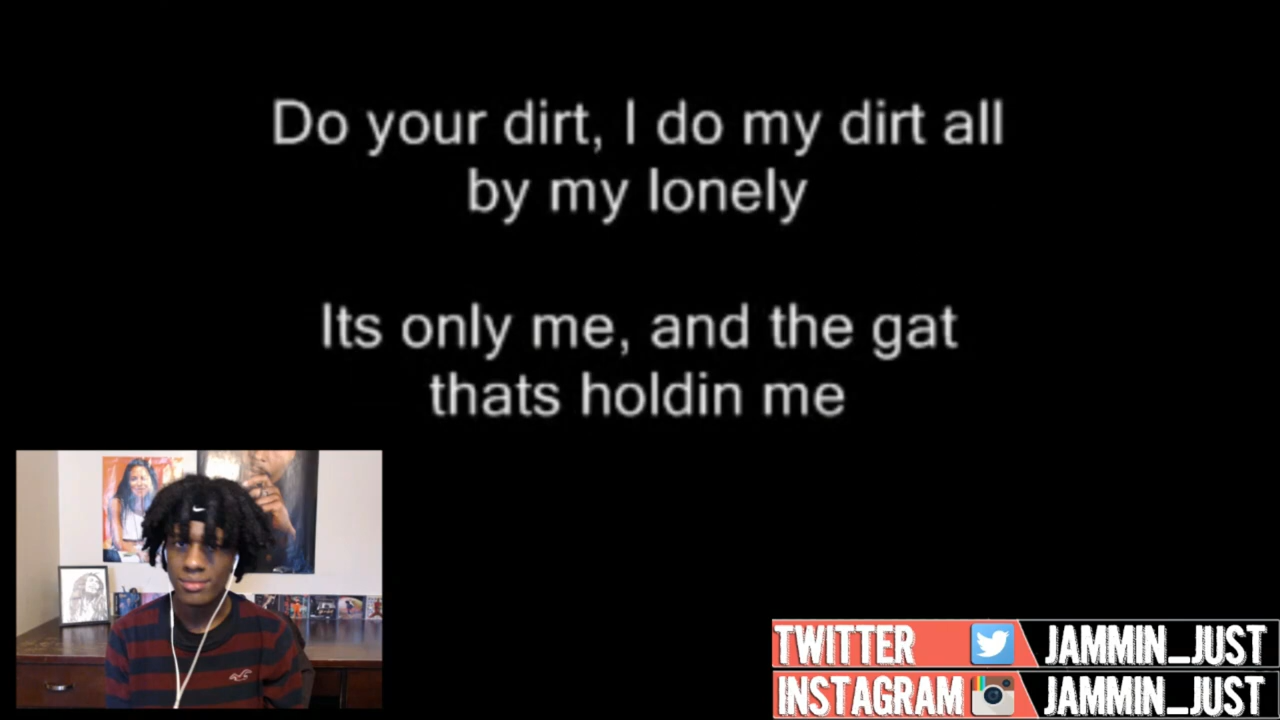 Do your dirt, I do my dirt all
by my lonely
Its only me, and the gat
thats holdin me
TWITTER JAMMIN_JUST
INSTAGRAM JAMMIN_JUST